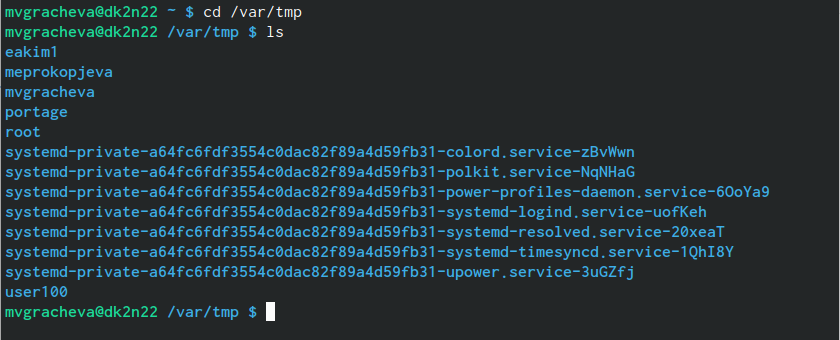 mvgracheva@dk2n22 ~ $ cd /var/tmp
mvgracheva@dk2n22 /var/tmp $ ls
eakim1
meprokopjeva
mvgracheva
portage
root
systemd-private-a64fc6fdf3554c0dac82f89a4d59fb31-colord.service-zBvWwn
systemd-private-a64fc6fdf3554c0dac82f89a4d59fb31-polkit.service-NqNHaG
systemd-private-a64fc6fdf3554c0dac82f89a4d59fb31-power-profiles-daemon.service-6OoYa9
systemd-private-a64fc6fdf3554c0dac82f89a4d59fb31-systemd-logind.service-uofKeh
systemd-private-a64fc6fdf3554c0dac82f89a4d59fb31-systemd-resolved.service-20xeaT
systemd-private-a64fc6fdf3554c0dac82f89a4d59fb31-systemd-timesyncd.service-1QhI8Y
systemd-private-a64fc6fdf3554c0dac82f89a4d59fb31-upower.service-3uGZfj
user100
mvgracheva@dk2n22 /var/tmp $